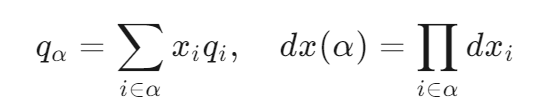 q_α = ∑_{i∈α} x_i q_i,    dx(α) = ∏_{i∈α} dx_i